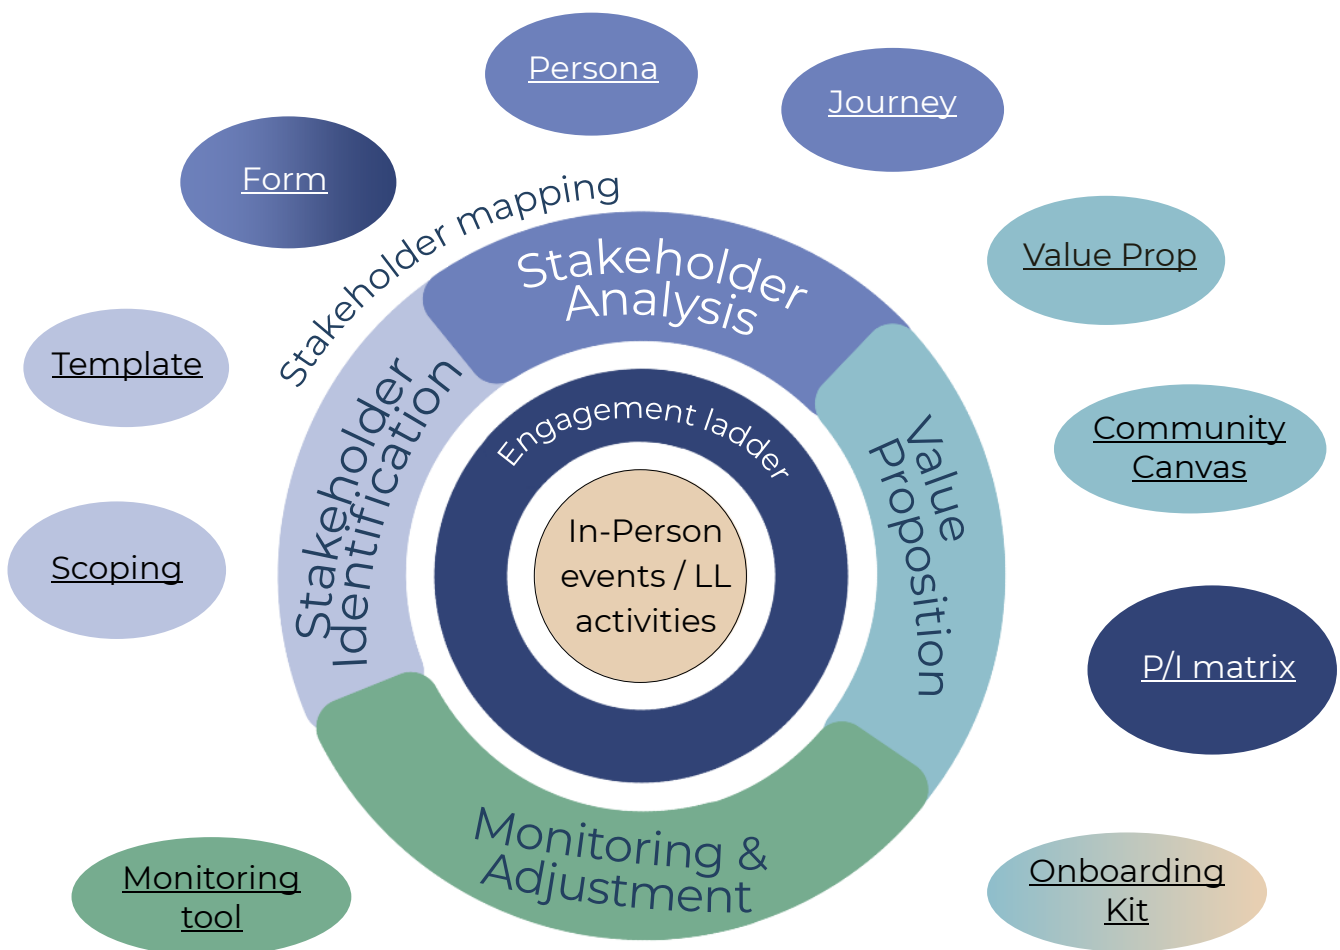 Persona
Journey
Form
Stakeholder mapping
Value Prop
Stakeholder
Analysis
Template
Stakeholder
Identification
Engagement ladder
Value
Proposition
Community
Canvas
Scoping
In-Person
events / LL
activities
P/I matrix
Monitoring &
Adjustment
Monitoring
tool
Onboarding
Kit